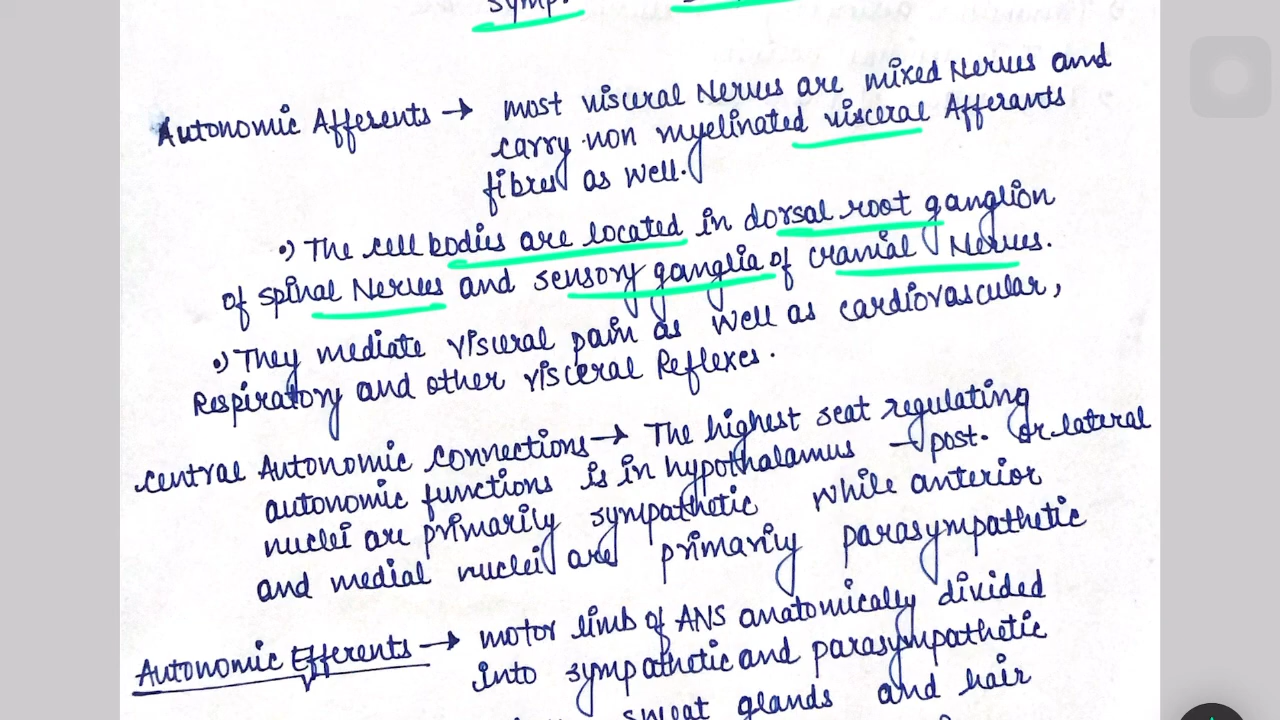 symp.
Autonomic Afferents → most visceral Nerves are mixed Nerves and
carry non myelinated visceral Afferants
fibres as well.
•) The cell bodies are located in dorsal root ganglion
of spinal Nerves and sensory ganglia of cranial Nerves.
•) They mediate visceral pain as well as cardiovascular,
Respiratory and other visceral Reflexes.
central Autonomic connections → The highest seat regulating
autonomic functions is in hypothalamus → post. or lateral
nuclei are primarily sympathetic while anterior
and medial nuclei are primarily parasympathetic
Autonomic Efferents → motor limb of ANS anatomically divided
into sympathetic and parasympathetic
sweat glands and hair